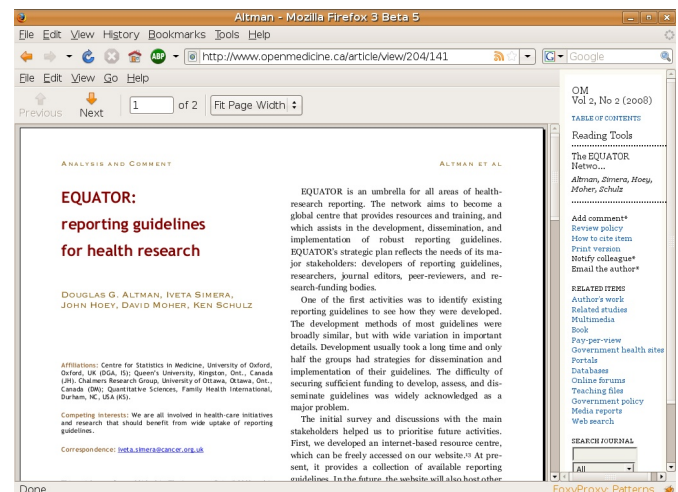 Altman - Mozilla Firefox 3 Beta 5
File Edit View History Bookmarks Tools Help
ABP
http://www.openmedicine.ca/article/view/204/141
G
Google
File Edit View Go Help
Previous
Next
1
of 2
Fit Page Width
ANALYSIS AND COMMENT
ALTMAN ET AL
EQUATOR:
reporting guidelines
for health research
DOUGLAS G. ALTMAN, IVETA SIMERA,
JOHN HOEY, DAVID MOHER, KEN SCHULZ
Affiliations: Centre for Statistics in Medicine, University of Oxford,
Oxford, UK (DGA, IS); Queen's University, Kingston, Ont., Canada
(JH). Chalmers Research Group, University of Ottawa, Ottawa, Ont.,
Canada (DM); Quantitative Sciences, Family Health International,
Durham, NC, USA (KS).
Competing interests: We are all involved in health-care initiatives
and research that should benefit from wide uptake of reporting
guidelines.
Correspondence: iveta.simera@cancer.org.uk
EQUATOR is an umbrella for all areas of health-
research reporting. The network aims to become a
global centre that provides resources and training, and
which assists in the development, dissemination, and
implementation of robust reporting guidelines.
EQUATOR's strategic plan reflects the needs of its ma-
jor stakeholders: developers of reporting guidelines,
researchers, journal editors, peer-reviewers, and re-
search-funding bodies.
One of the first activities was to identify existing
reporting guidelines to see how they were developed.
The development methods of most guidelines were
broadly similar, but with wide variation in important
details. Development usually took a long time and only
half the groups had strategies for dissemination and
implementation of their guidelines. The difficulty of
securing sufficient funding to develop, assess, and dis-
seminate guidelines was widely acknowledged as a
major problem.
The initial survey and discussions with the main
stakeholders helped us to prioritise future activities.
First, we developed an internet-based resource centre,
which can be freely accessed on our website.13 At pre-
sent, it provides a collection of available reporting
guidelines. In the future, the website will also host other
OM
Vol 2, No 2 (2008)
TABLE OF CONTENTS
Reading Tools
The EQUATOR
Netwo...
Altman, Simera, Hoey,
Moher, Schulz
Add comment*
Review policy
How to cite item
Print version
Notify colleague*
Email the author*
RELATED ITEMS
Author's work
Related studies
Multimedia
Book
Pay-per-view
Government health sites
Portals
Databases
Online forums
Teaching files
Government policy
Media reports
Web search
SEARCH JOURNAL
All
Done
FoxyProxy: Patterns